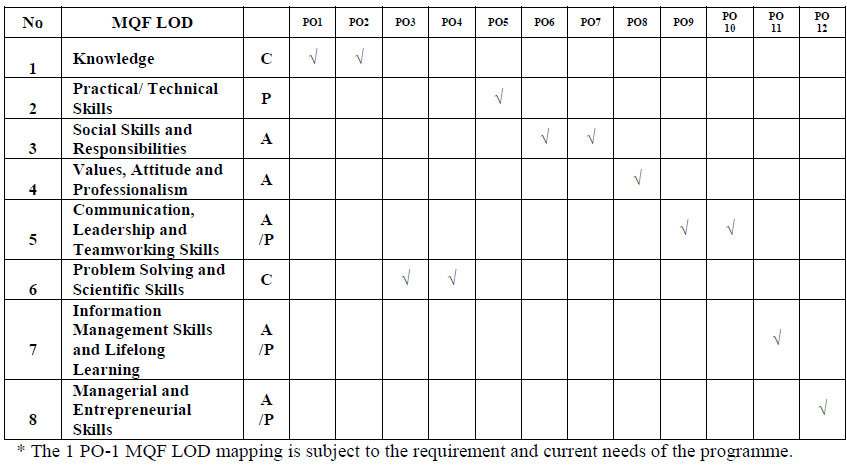 No MQF LOD PO1 PO2 PO3 PO4 PO5 PO6 PO7 PO8 PO9 PO 10 PO 11 PO 12
1 Knowledge C √ √
2 Practical/ Technical Skills P √
3 Social Skills and Responsibilities A √ √
4 Values, Attitude and Professionalism A √
5 Communication, Leadership and Teamworking Skills A /P √ √
6 Problem Solving and Scientific Skills C √ √
7 Information Management Skills and Lifelong Learning A /P √
8 Managerial and Entrepreneurial Skills A /P √
* The 1 PO-1 MQF LOD mapping is subject to the requirement and current needs of the programme.